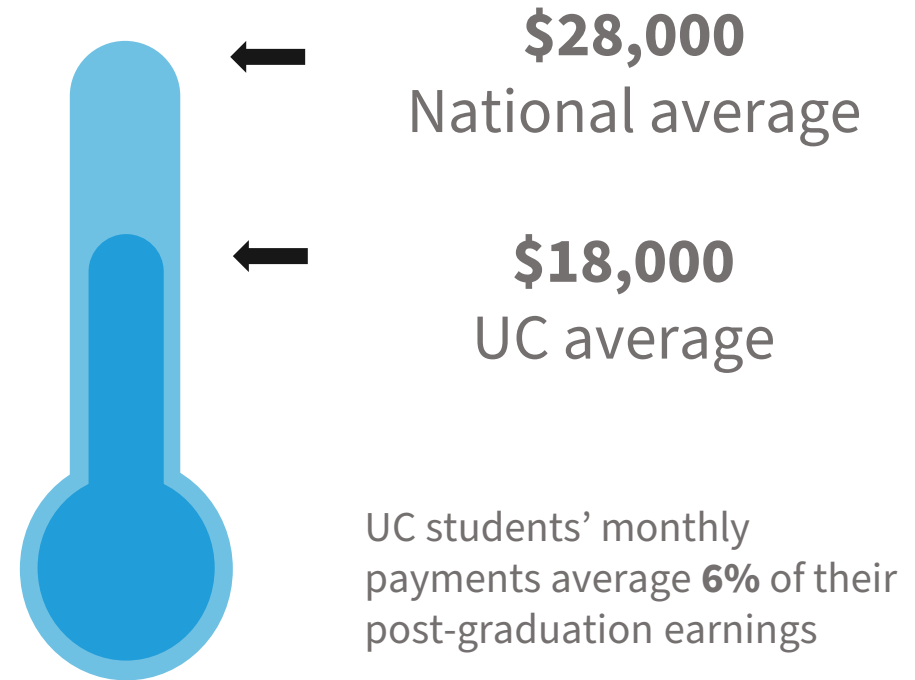 $28,000
National average
$18,000
UC average
UC students’ monthly
payments average 6% of their
post-graduation earnings